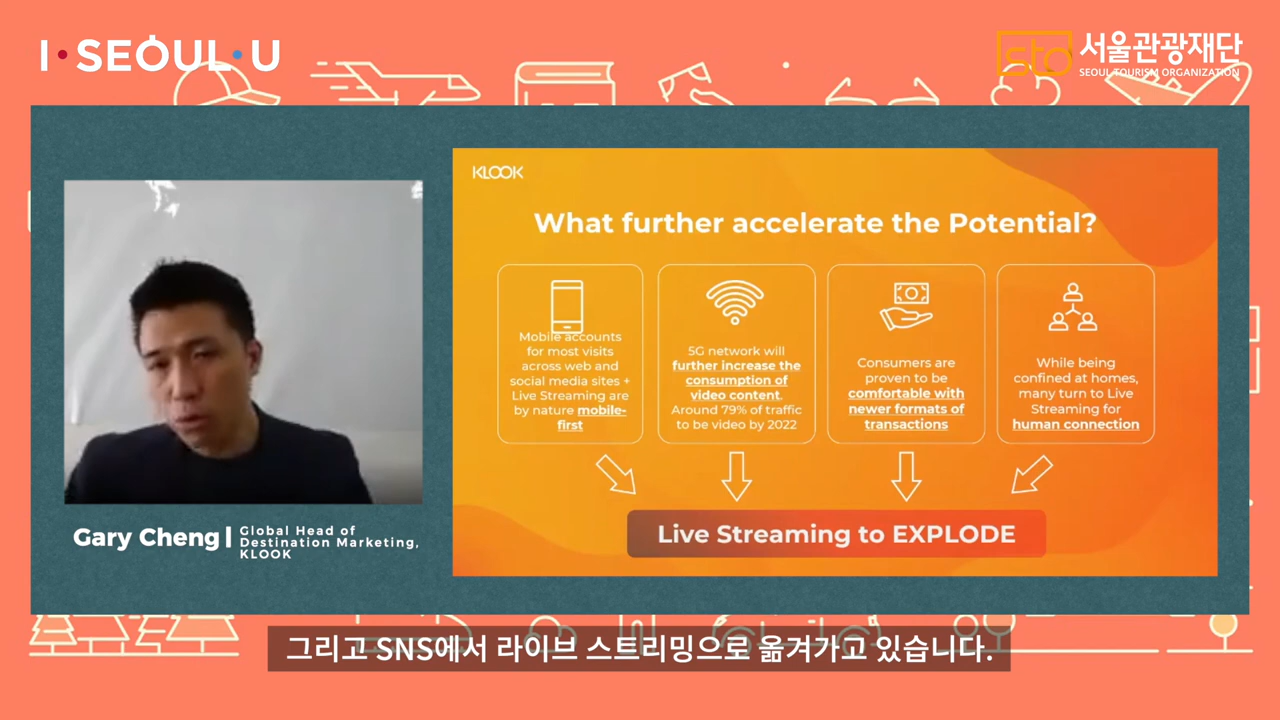 I·SEOUL·U
sto 서울관광재단
SEOUL TOURISM ORGANIZATION
KLOOK
What further accelerate the Potential?
Mobile accounts
for most visits
across web and
social media sites +
Live Streaming are
by nature mobile-
first
5G network will
further increase the
consumption of
video content.
Around 79% of traffic
to be video by 2022
Consumers are
proven to be
comfortable with
newer formats of
transactions
While being
confined at homes,
many turn to Live
Streaming for
human connection
Live Streaming to EXPLODE
Gary Cheng
Global Head of
Destination Marketing,
KLOOK
그리고 SNS에서 라이브 스트리밍으로 옮겨가고 있습니다.